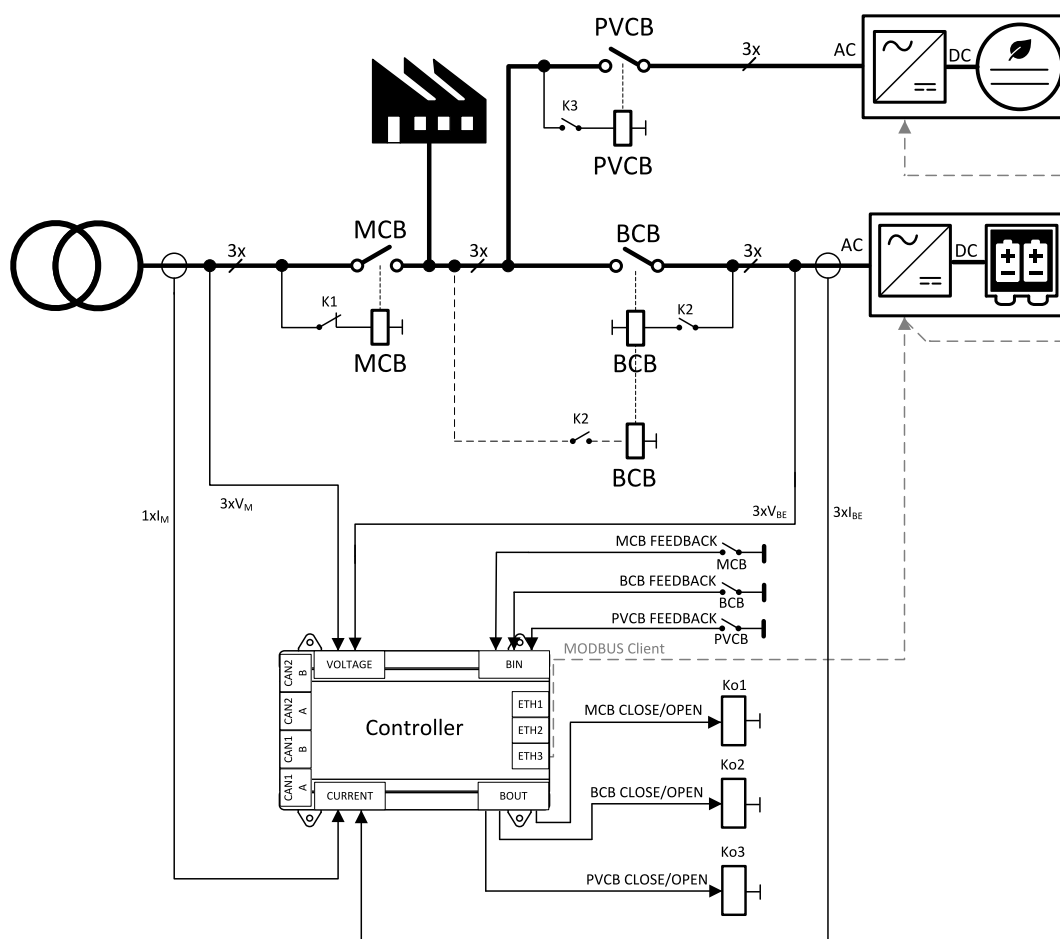 PVCB
3x
AC
DC
K3
PVCB
MCB
3x
3x
BCB
3x
AC
DC
K1
K2
MCB
BCB
K2
BCB
1xIM
3xVM
3xVBE
3xIBE
MCB FEEDBACK
MCB
BCB FEEDBACK
BCB
PVCB FEEDBACK
PVCB
MODBUS Client
VOLTAGE
BIN
CAN2 B
CAN2 A
CAN1 B
CAN1 A
Controller
ETH1
ETH2
ETH3
CURRENT
BOUT
Ko1
MCB CLOSE/OPEN
Ko2
BCB CLOSE/OPEN
Ko3
PVCB CLOSE/OPEN